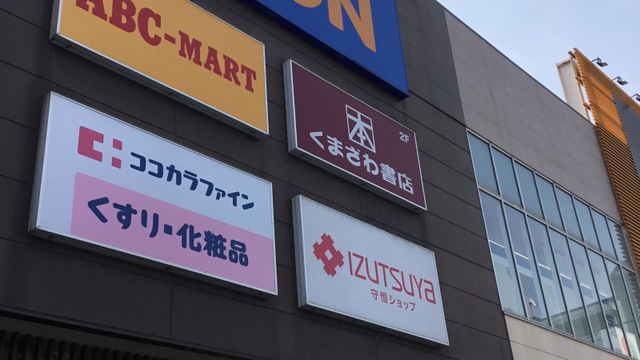 ON
ABC-MART
本
2F
くまざわ書店
ココカラファイン
くすり・化粧品
IZUTSUYA
守恒ショップ